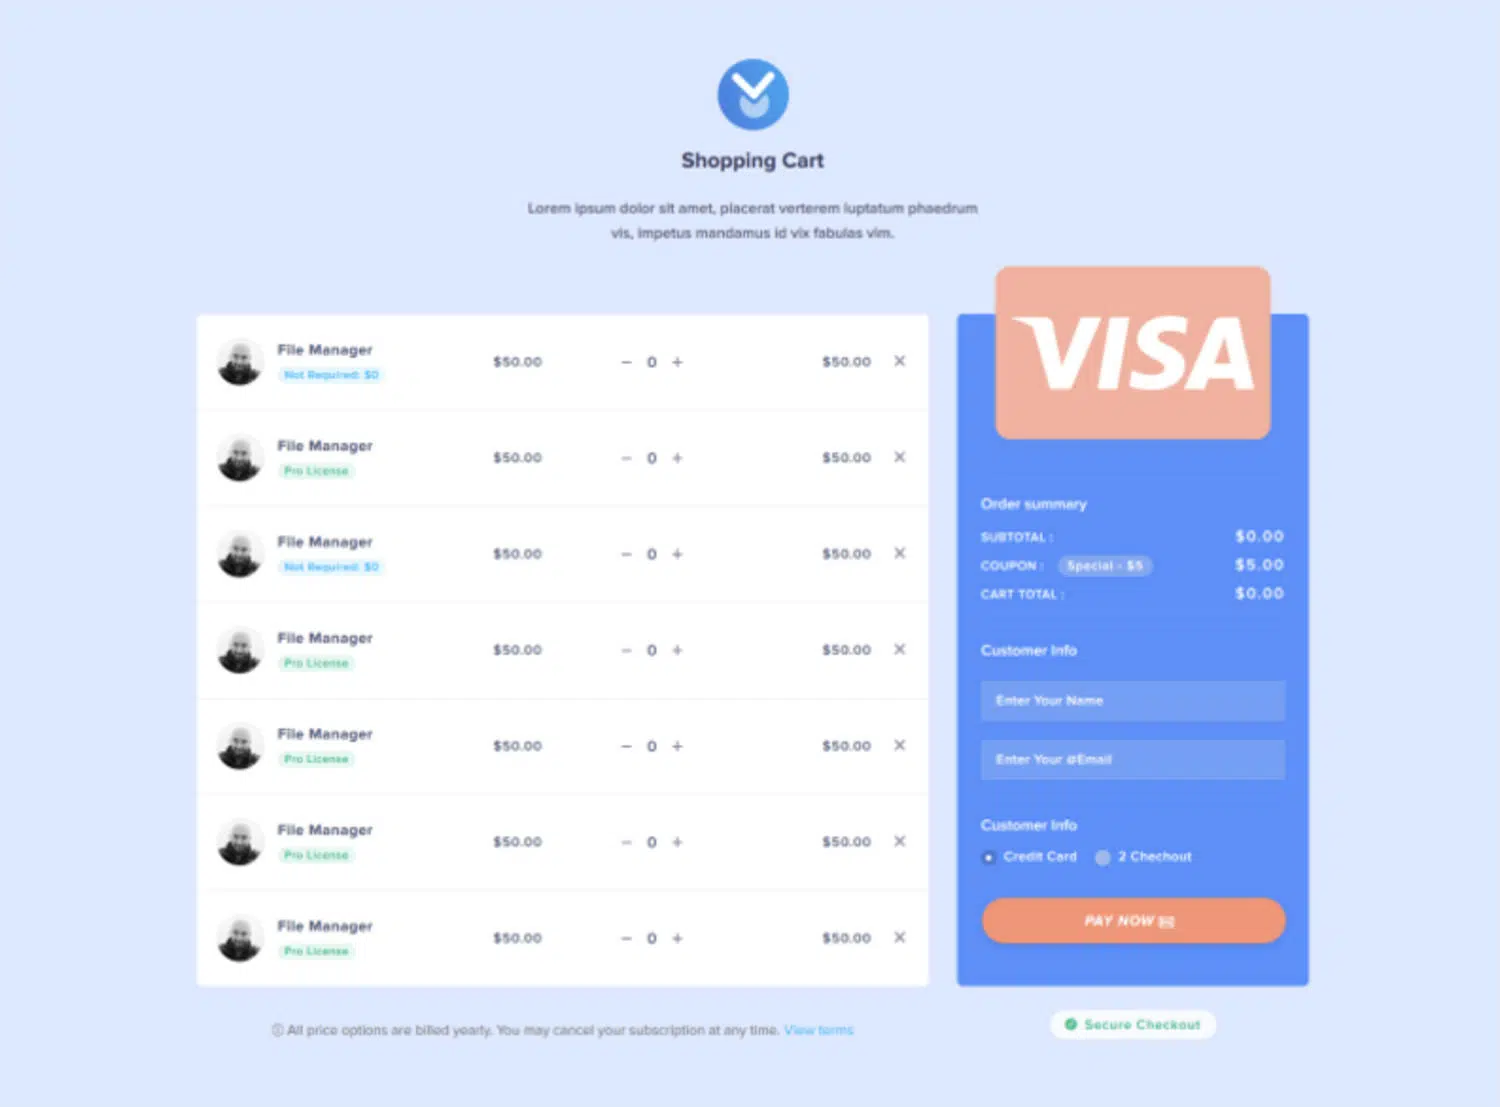 Shopping Cart
Lorem ipsum dolor sit amet, placerat verterem luptatum phaedrum
vis, impetus mandamus id vix fabulas vim.
VISA
File Manager
Not Required: $0
$50.00 − 0 + $50.00 ✕
File Manager
Pro License
$50.00 − 0 + $50.00 ✕
File Manager
Not Required: $0
$50.00 − 0 + $50.00 ✕
File Manager
Pro License
$50.00 − 0 + $50.00 ✕
File Manager
Pro License
$50.00 − 0 + $50.00 ✕
File Manager
Pro License
$50.00 − 0 + $50.00 ✕
File Manager
Pro License
$50.00 − 0 + $50.00 ✕
Order summary
SUBTOTAL : $0.00
COUPON : Special - $5 $5.00
CART TOTAL : $0.00
Customer Info
Enter Your Name
Enter Your @Email
Customer Info
Credit Card 2 Chechout
PAY NOW
All price options are billed yearly. You may cancel your subscription at any time. View terms
Secure Checkout